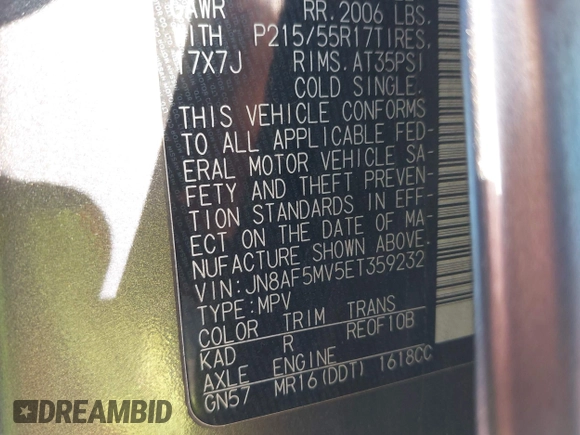 GAWR RR. 2006 LBS.
WITH P215/55R17TIRES,
17X7J RIMS. AT35PSI
COLD SINGLE.
THIS VEHICLE CONFORMS
TO ALL APPLICABLE FED-
ERAL MOTOR VEHICLE SA-
FETY AND THEFT PREVEN-
TION STANDARDS IN EFF-
ECT ON THE DATE OF MA-
NUFACTURE SHOWN ABOVE.
VIN: JN8AF5MV5ET359232
TYPE: MPV
COLOR TRIM TRANS
KAD R RE0F10B
AXLE ENGINE
GN57 MR16(DDT) 1618CC
DREAMBID